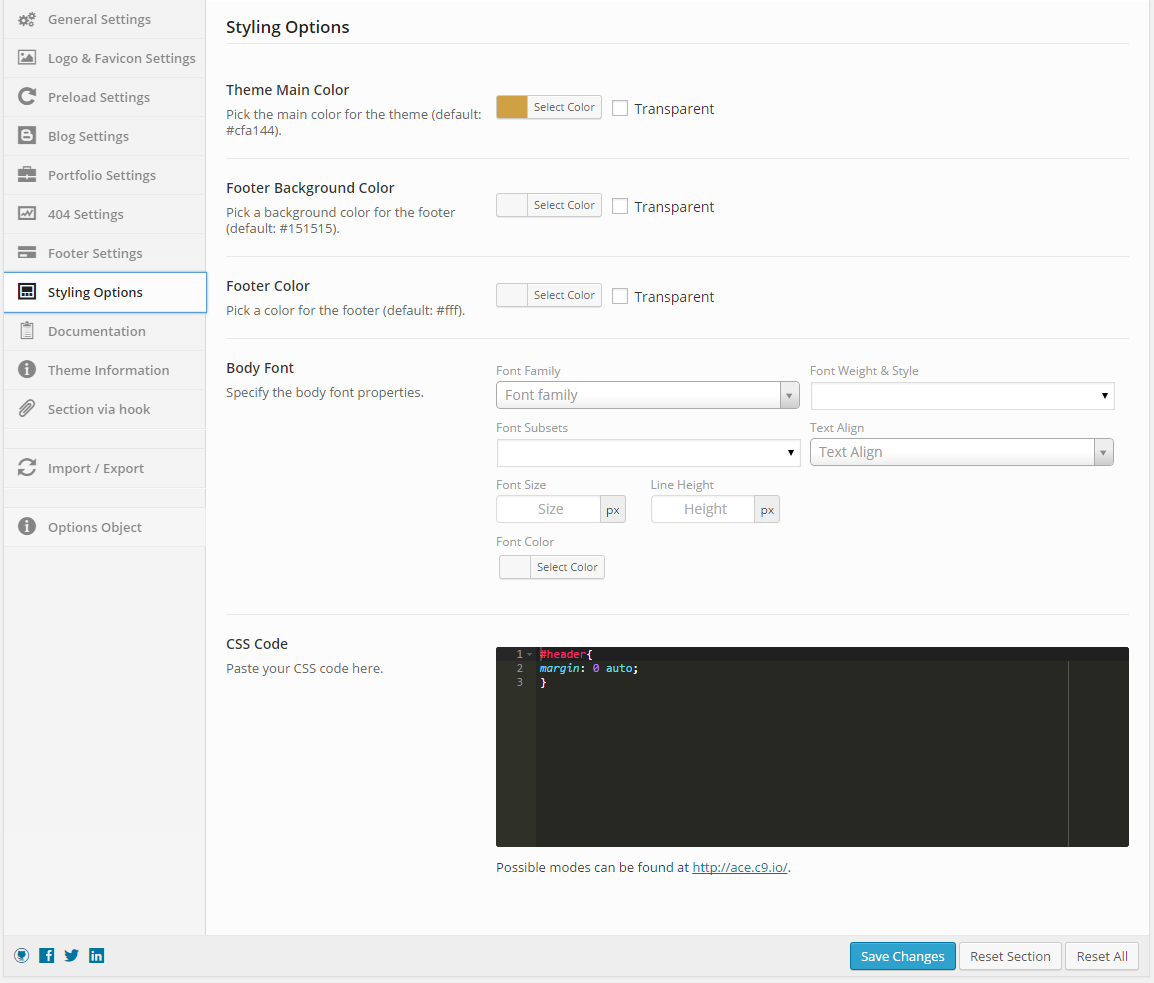 General Settings
Logo & Favicon Settings
Preload Settings
Blog Settings
Portfolio Settings
404 Settings
Footer Settings
Styling Options
Documentation
Theme Information
Section via hook
Import / Export
Options Object
Styling Options
Theme Main Color
Pick the main color for the theme (default:
#cfa144).
Select Color
Transparent
Footer Background Color
Pick a background color for the footer
(default: #151515).
Select Color
Transparent
Footer Color
Pick a color for the footer (default: #fff).
Select Color
Transparent
Body Font
Specify the body font properties.
Font Family
Font family
Font Weight & Style
Font Subsets
Text Align
Text Align
Font Size
Size px
Line Height
Height px
Font Color
Select Color
CSS Code
Paste your CSS code here.
1 #header{
2 margin: 0 auto;
3 }
Possible modes can be found at http://ace.c9.io/.
Save Changes
Reset Section
Reset All